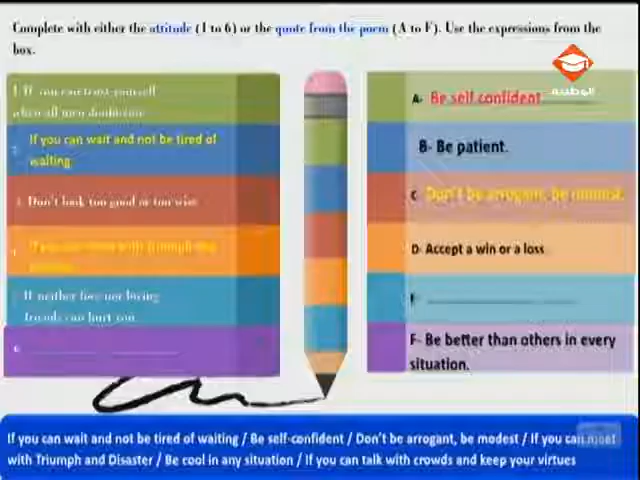 Complete with either the attitude (1 to 6) or the quote from the poem (A to F). Use the expressions from the
box.
1. If you can trust yourself
when all men doubt you
2. If you can wait and not be tired of
waiting.
3. Don't look too good or too wise
4. If you can meet with Triumph and
Disaster
5. If neither foes nor loving
friends can hurt you
6.
A- Be self confident
B- Be patient.
C Don't be arrogant, be modest.
D- Accept a win or a loss.
E-
F- Be better than others in every
situation.
الوطنية
If you can wait and not be tired of waiting / Be self-confident / Don't be arrogant, be modest / If you can meet
with Triumph and Disaster / Be cool in any situation / If you can talk with crowds and keep your virtues